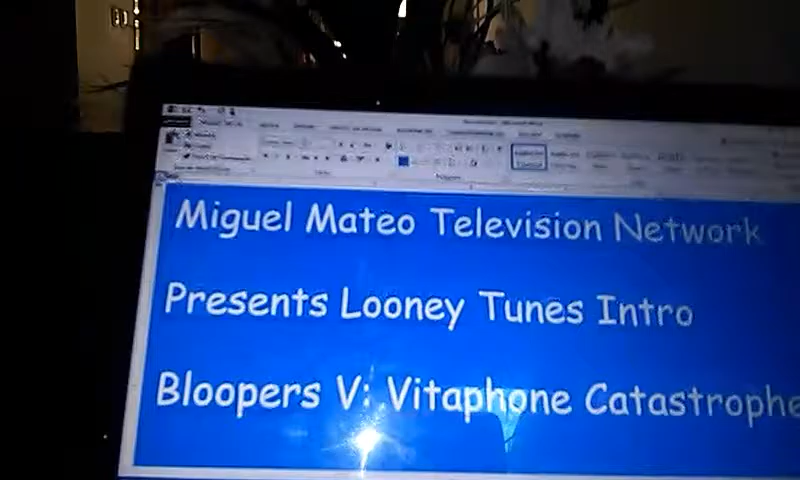 Miguel Mateo Television Network
Presents Looney Tunes Intro
Bloopers V: Vitaphone Catastrophe